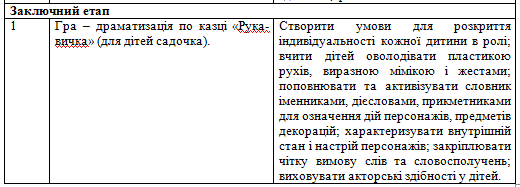 Заключний етап
1 Гра – драматизація по казці «Рука-
вичка» (для дітей садочка).
Створити умови для розкриття
індивідуальності кожної дитини в ролі;
вчити дітей оволодівати пластикою
рухів, виразною мімікою і жестами;
поповнювати та активізувати словник
іменниками, дієсловами, прикметниками
для означення дій персонажів, предметів
декорацій; характеризувати внутрішній
стан і настрій персонажів; закріплювати
чітку вимову слів та словосполучень;
виховувати акторські здібності у дітей.